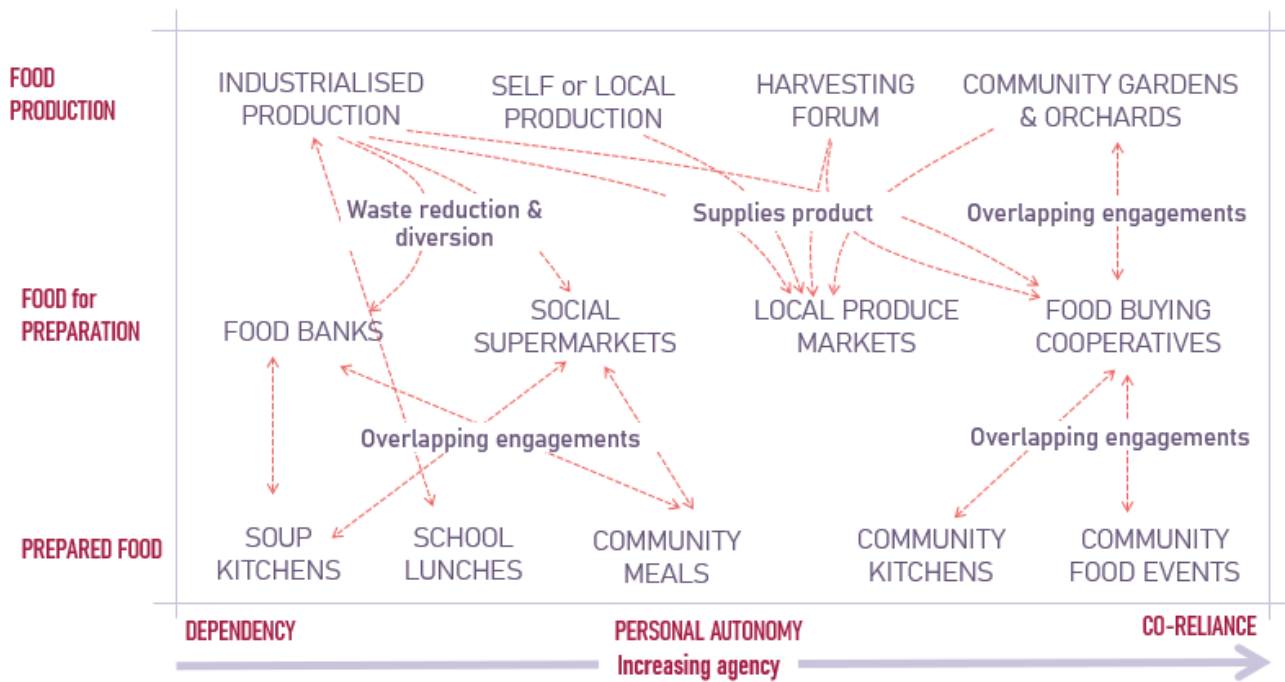 FOOD
PRODUCTION
INDUSTRIALISED
PRODUCTION
SELF or LOCAL
PRODUCTION
HARVESTING
FORUM
COMMUNITY GARDENS
& ORCHARDS
Waste reduction &
diversion
Supplies product
Overlapping engagements
FOOD for
PREPARATION
FOOD BANKS
SOCIAL
SUPERMARKETS
LOCAL PRODUCE
MARKETS
FOOD BUYING
COOPERATIVES
Overlapping engagements
Overlapping engagements
PREPARED FOOD
SOUP
KITCHENS
SCHOOL
LUNCHES
COMMUNITY
MEALS
COMMUNITY
KITCHENS
COMMUNITY
FOOD EVENTS
DEPENDENCY
PERSONAL AUTONOMY
CO-RELIANCE
Increasing agency